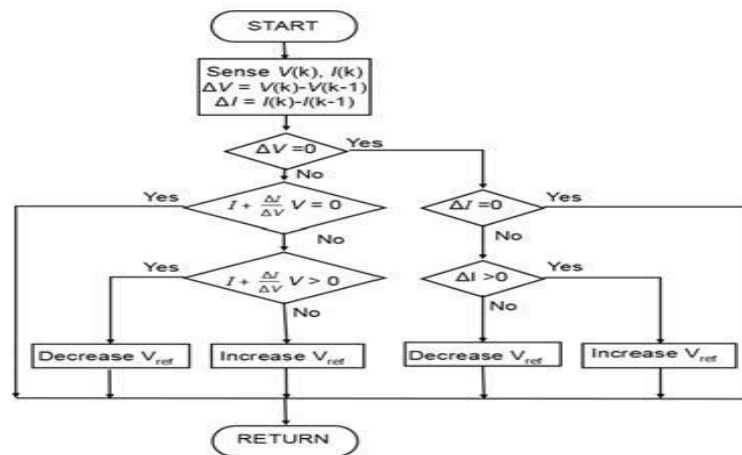 START
Sense V(k), I(k)
ΔV = V(k)-V(k-1)
ΔI = I(k)-I(k-1)
ΔV =0
Yes
No
Yes
I + ΔI/ΔV V = 0
ΔI =0
Yes
No
No
Yes
I + ΔI/ΔV V > 0
ΔI >0
Yes
No
No
Decrease Vref
Increase Vref
Decrease Vref
Increase Vref
RETURN